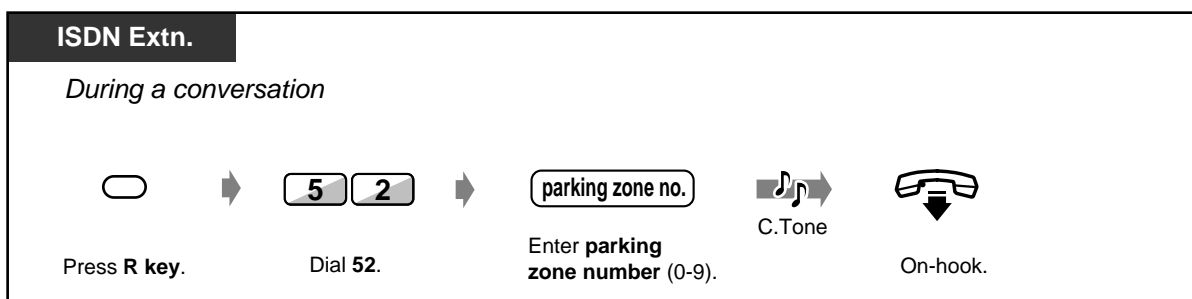 ISDN Extn.
During a conversation
5 2
parking zone no.
C.Tone
Press R key.
Dial 52.
Enter parking
zone number (0-9).
On-hook.